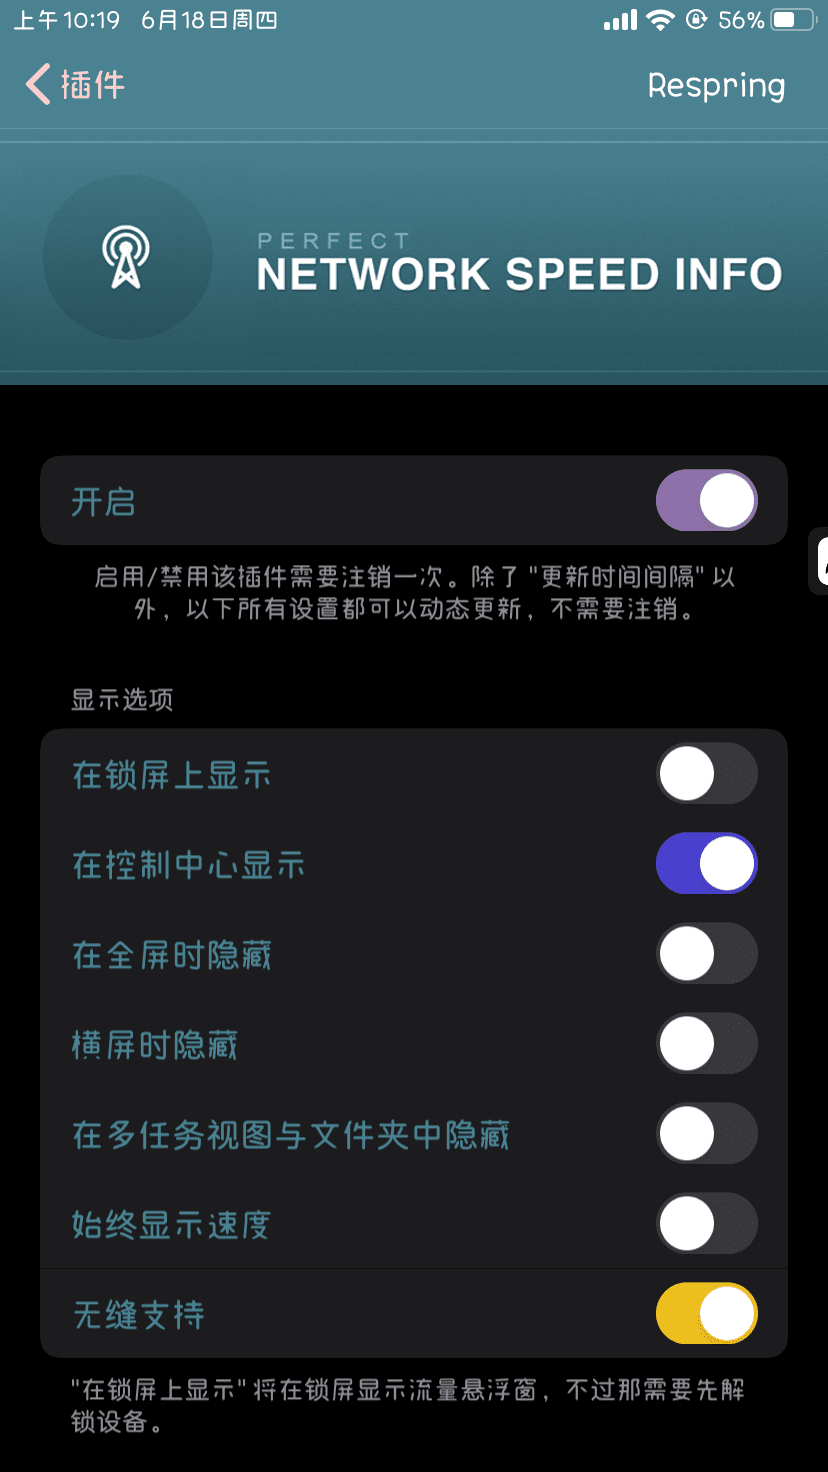 上午10:19 6月18日周四 56%
插件 Respring
PERFECT
NETWORK SPEED INFO
开启
启用/禁用该插件需要注销一次。除了"更新时间间隔"以
外，以下所有设置都可以动态更新，不需要注销。
显示选项
在锁屏上显示
在控制中心显示
在全屏时隐藏
横屏时隐藏
在多任务视图与文件夹中隐藏
始终显示速度
无缝支持
"在锁屏上显示"将在锁屏显示流量悬浮窗，不过那需要先解
锁设备。